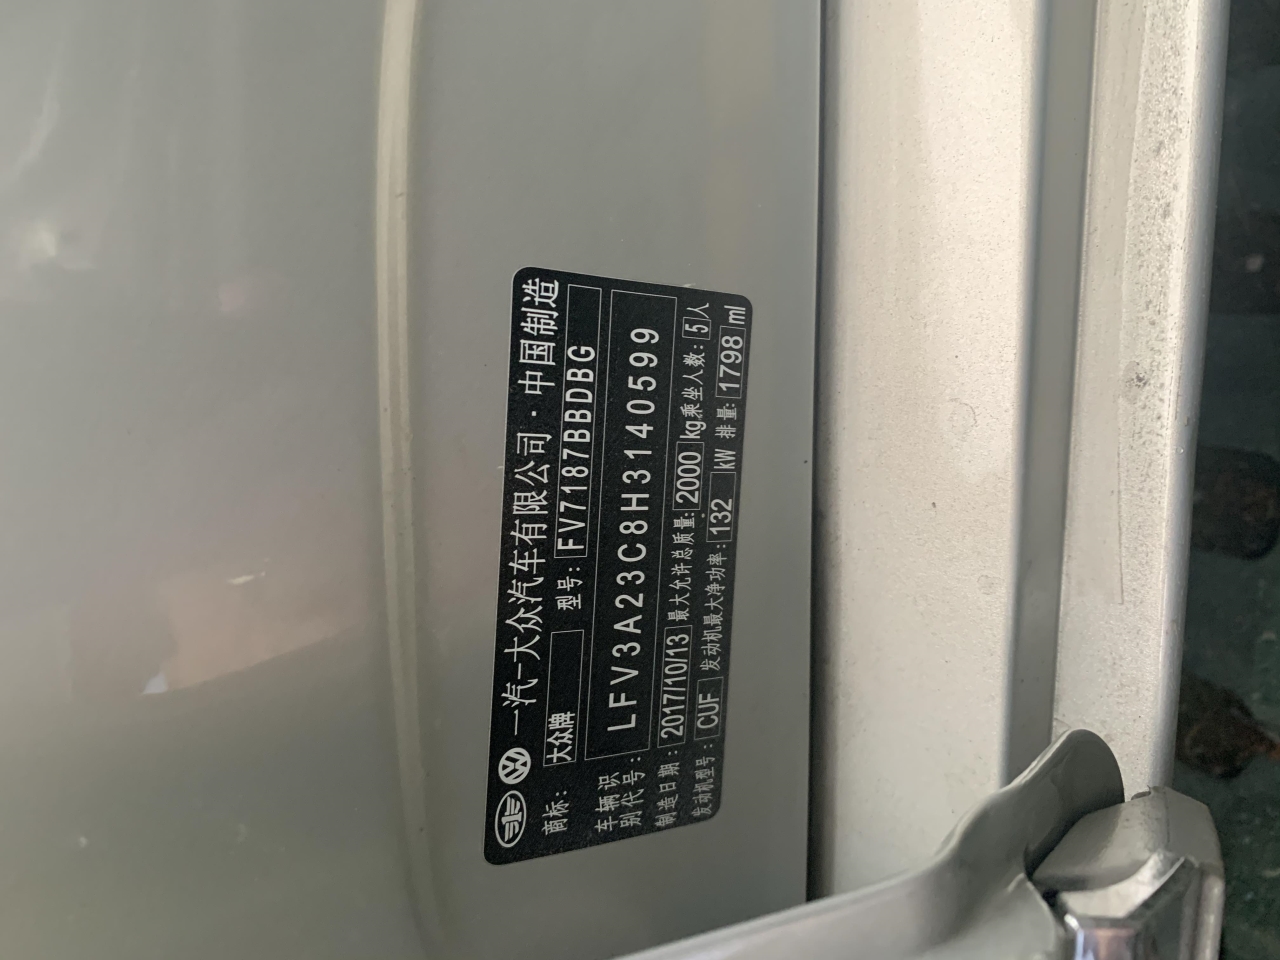 一汽-大众汽车有限公司·中国制造
商标: 大众牌 型号: FV7187BBDBG
车辆识别代号: LFV3A23C8H3140599
制造日期: 2017/10/13 最大允许总质量: 2000 kg 乘坐人数: 5 人
发动机型号: CUF 发动机最大净功率: 132 kW 排量: 1798 ml